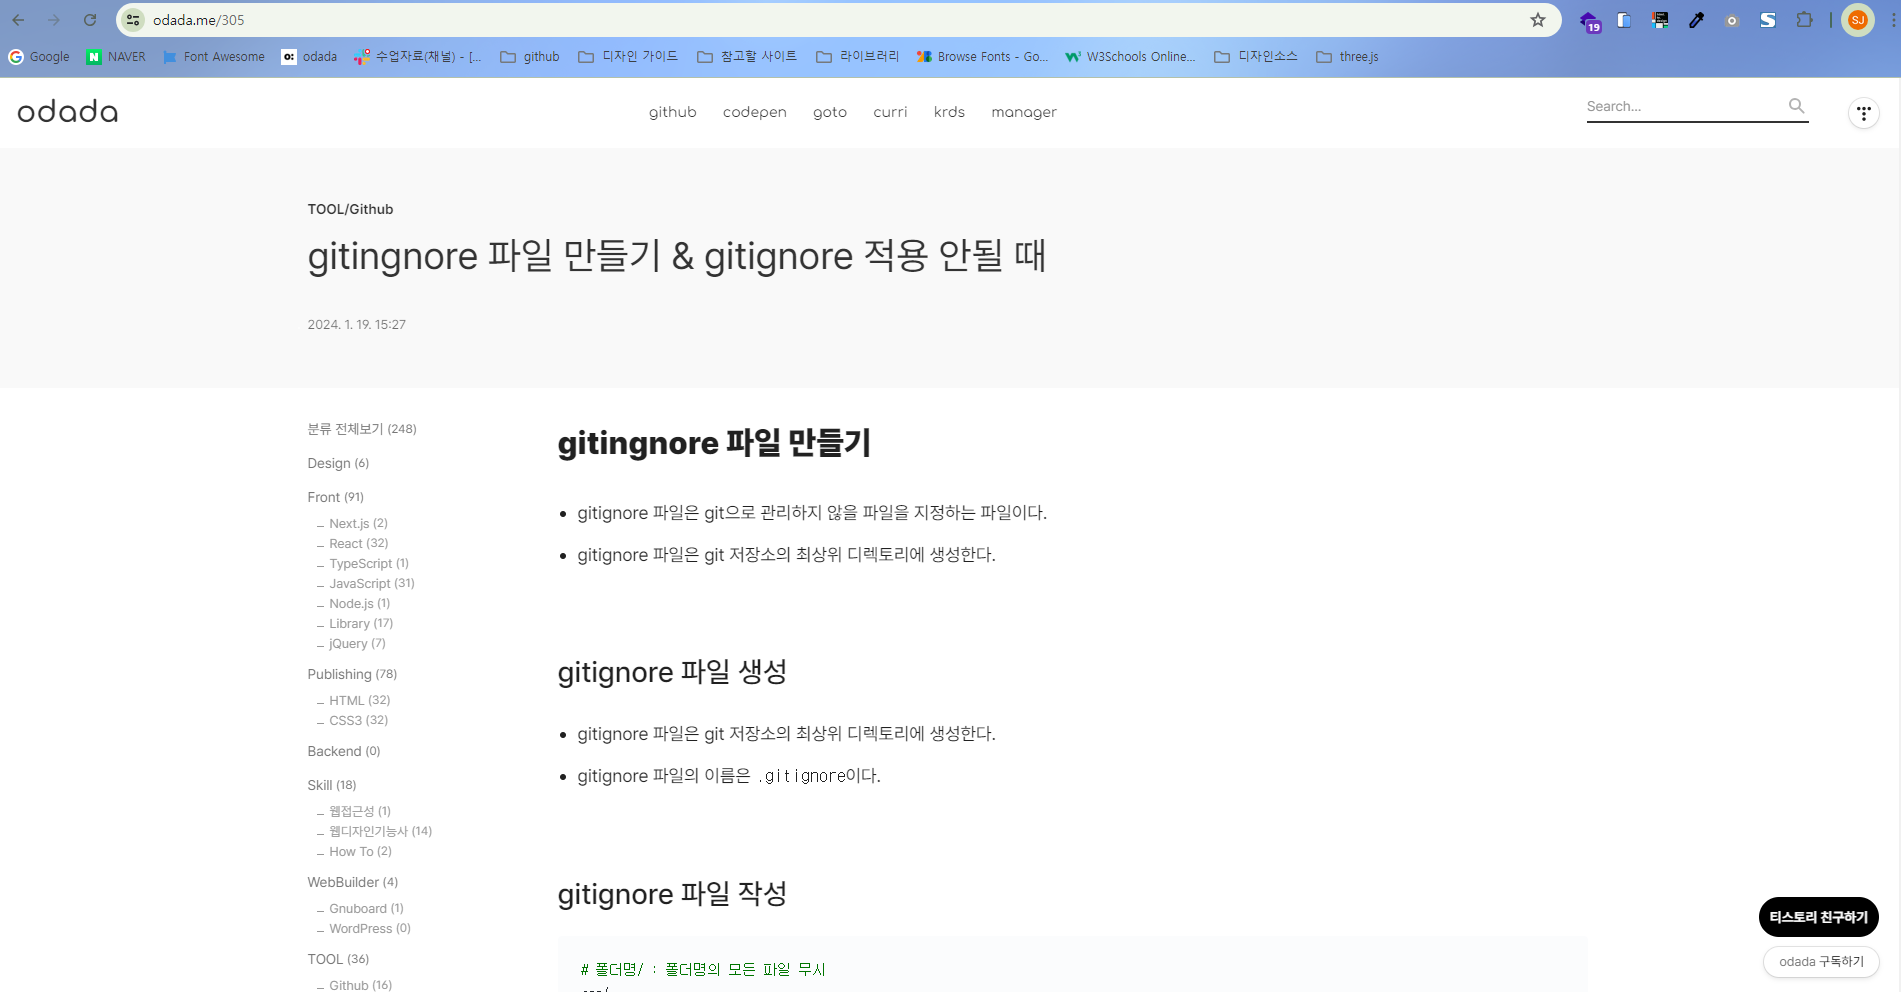 odada.me/305
19
SJ
Google NAVER Font Awesome odada 수업자료(채널) - [... github 디자인 가이드 참고할 사이트 라이브러리 Browse Fonts - Go... W3Schools Online... 디자인소스 three.js
odada github codepen goto curri krds manager Search...
TOOL/Github
gitingnore 파일 만들기 & gitignore 적용 안될 때
2024. 1. 19. 15:27
분류 전체보기 (248)
Design (6)
Front (91)
Next.js (2)
React (32)
TypeScript (1)
JavaScript (31)
Node.js (1)
Library (17)
jQuery (7)
Publishing (78)
HTML (32)
CSS3 (32)
Backend (0)
Skill (18)
웹접근성 (1)
웹디자인기능사 (14)
How To (2)
WebBuilder (4)
Gnuboard (1)
WordPress (0)
TOOL (36)
Github (16)
gitingnore 파일 만들기
gitignore 파일은 git으로 관리하지 않을 파일을 지정하는 파일이다.
gitignore 파일은 git 저장소의 최상위 디렉토리에 생성한다.
gitignore 파일 생성
gitignore 파일은 git 저장소의 최상위 디렉토리에 생성한다.
gitignore 파일의 이름은 .gitignore이다.
gitignore 파일 작성
# 폴더명/ : 폴더명의 모든 파일 무시
티스토리 친구하기
odada 구독하기